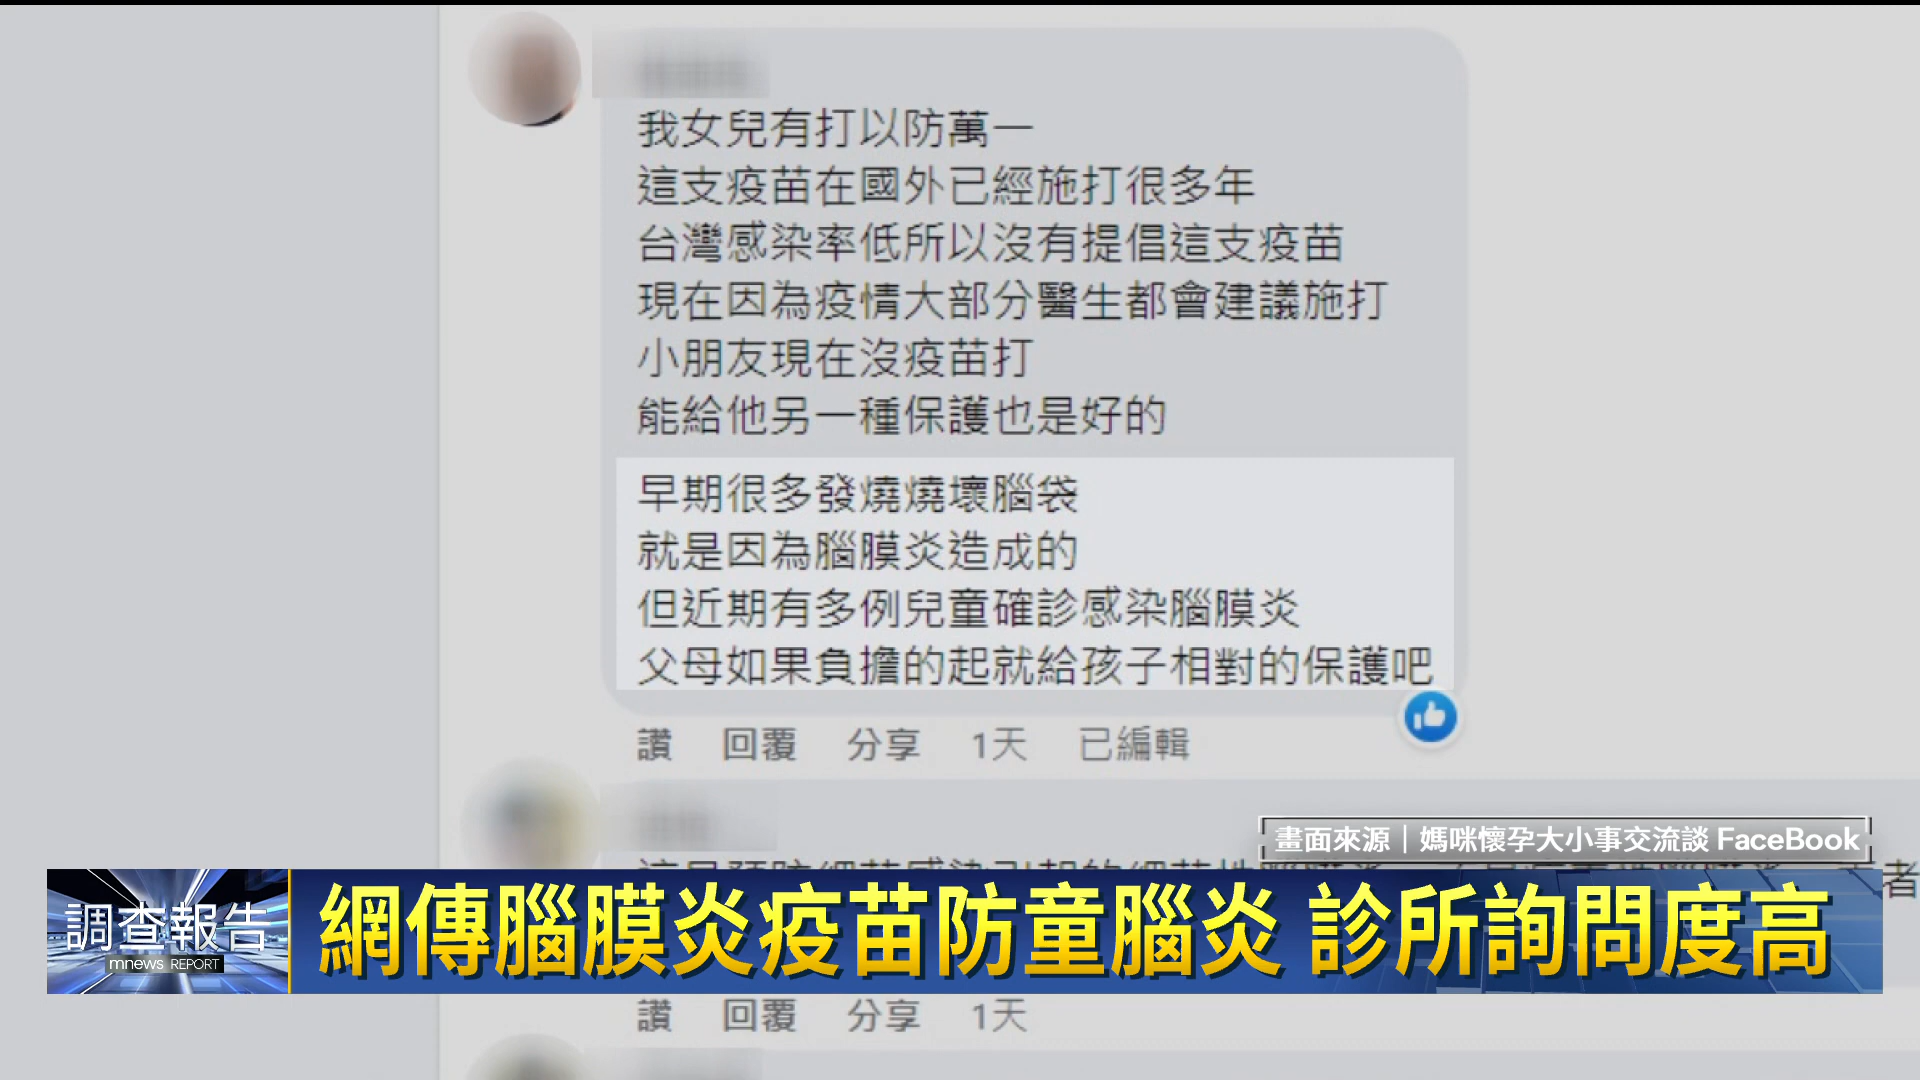 我女兒有打以防萬一
這支疫苗在國外已經施打很多年
台灣感染率低所以沒有提倡這支疫苗
現在因為疫情大部分醫生都會建議施打
小朋友現在沒疫苗打
能給他另一種保護也是好的
早期很多發燒燒壞腦袋
就是因為腦膜炎造成的
但近期有多例兒童確診感染腦膜炎
父母如果負擔的起就給孩子相對的保護吧
讚 回覆 分享 1天 已編輯
畫面來源｜媽咪懷孕大小事交流談 FaceBook
者
調查報告
mnews REPORT
網傳腦膜炎疫苗防童腦炎 診所詢問度高
讚 回覆 分享 1天